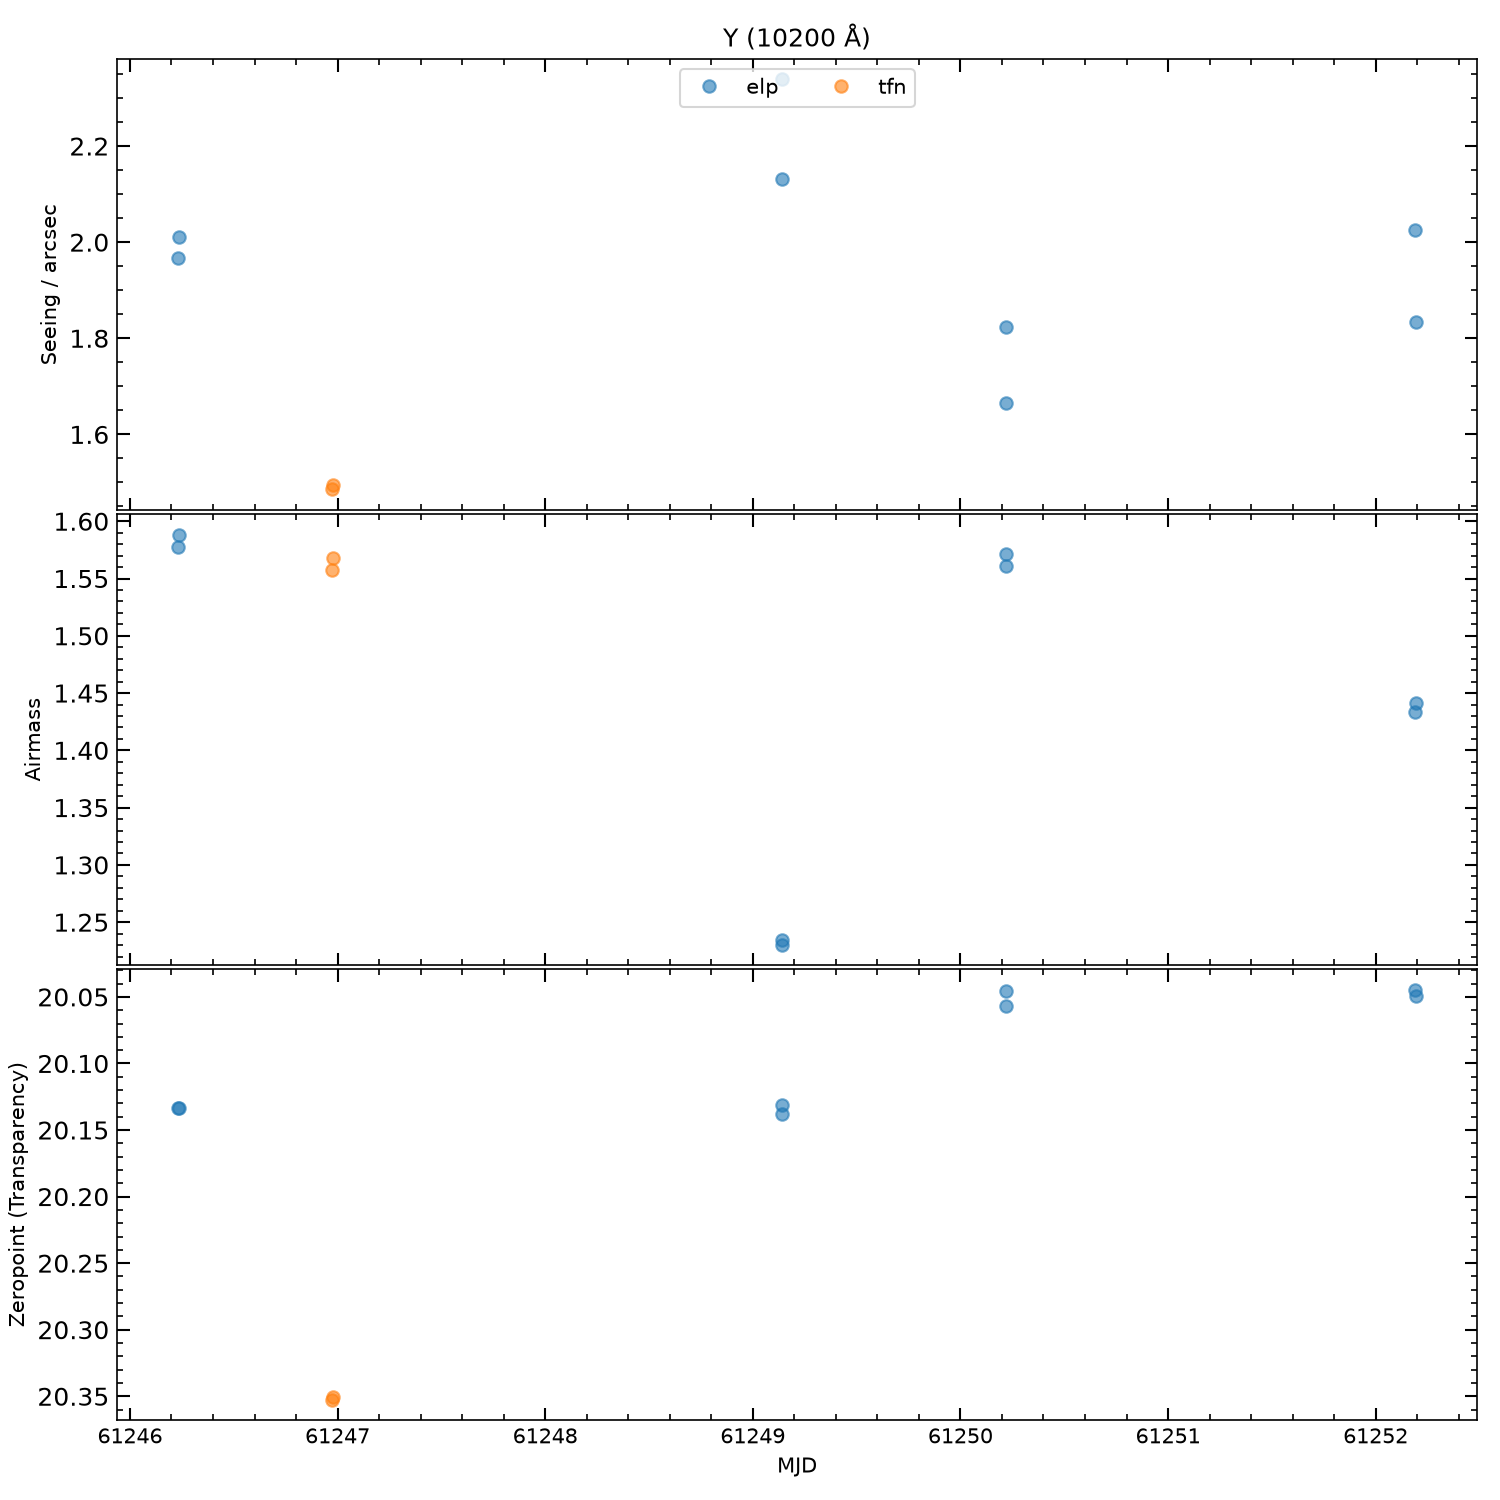 Y (10200 Å)
elp tfn
2.2
2.0
1.8
1.6
Seeing / arcsec
1.60
1.55
1.50
1.45
1.40
1.35
1.30
1.25
Airmass
20.05
20.10
20.15
20.20
20.25
20.30
20.35
Zeropoint (Transparency)
61246 61247 61248 61249 61250 61251 61252
MJD